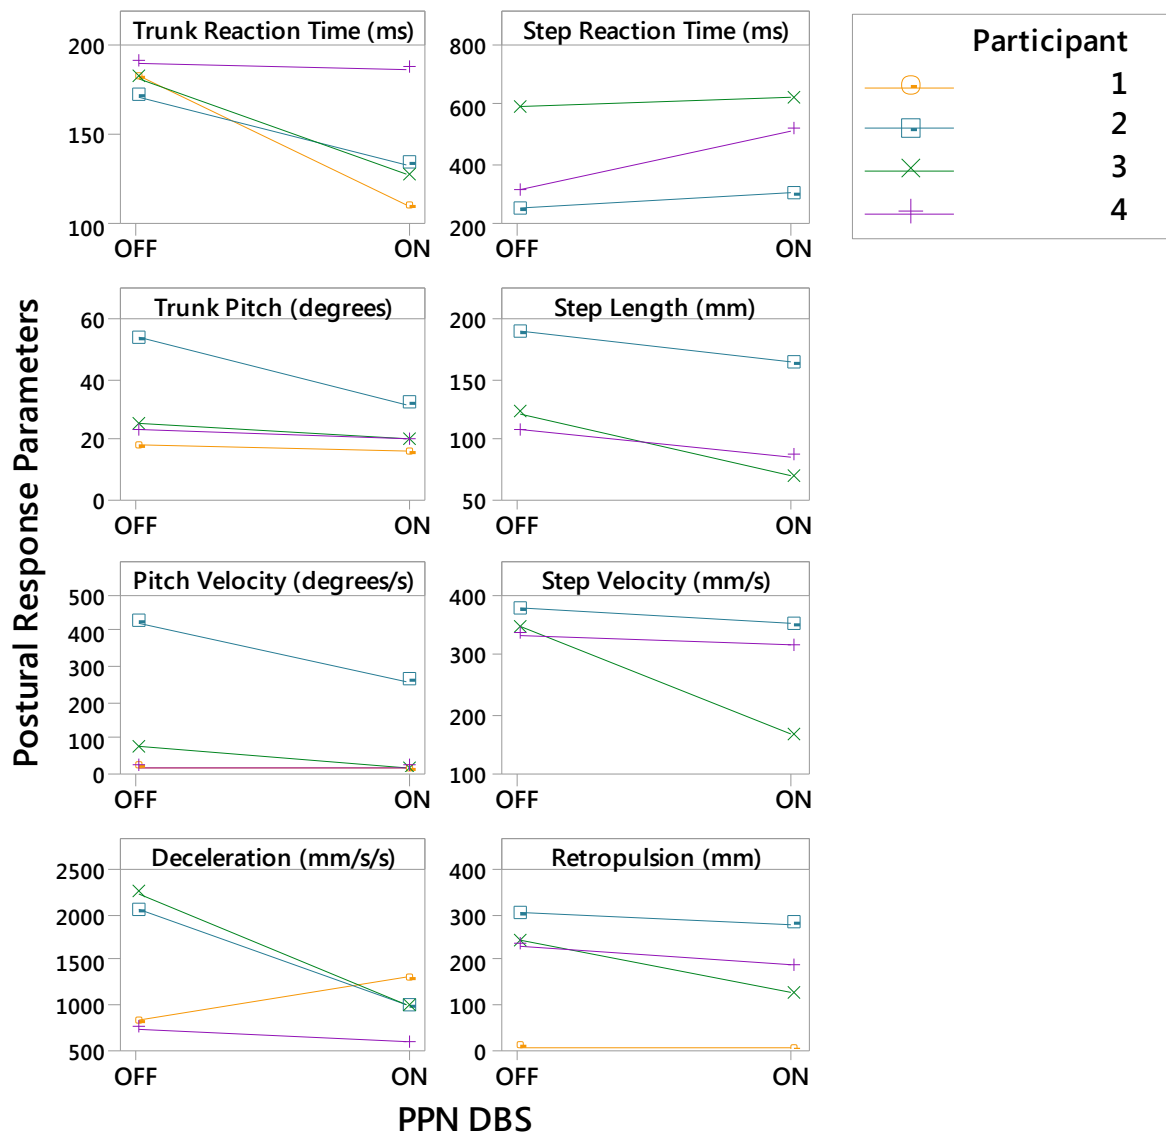 Trunk Reaction Time (ms)
200
150
100
OFF
ON
Step Reaction Time (ms)
800
600
400
200
OFF
ON
Participant
1
2
3
4
Postural Response Parameters
Trunk Pitch (degrees)
60
40
20
0
OFF
ON
Step Length (mm)
200
150
100
50
OFF
ON
Pitch Velocity (degrees/s)
500
400
300
200
100
0
OFF
ON
Step Velocity (mm/s)
400
300
200
100
OFF
ON
Deceleration (mm/s/s)
2500
2000
1500
1000
500
OFF
ON
Retropulsion (mm)
400
300
200
100
0
OFF
ON
PPN DBS